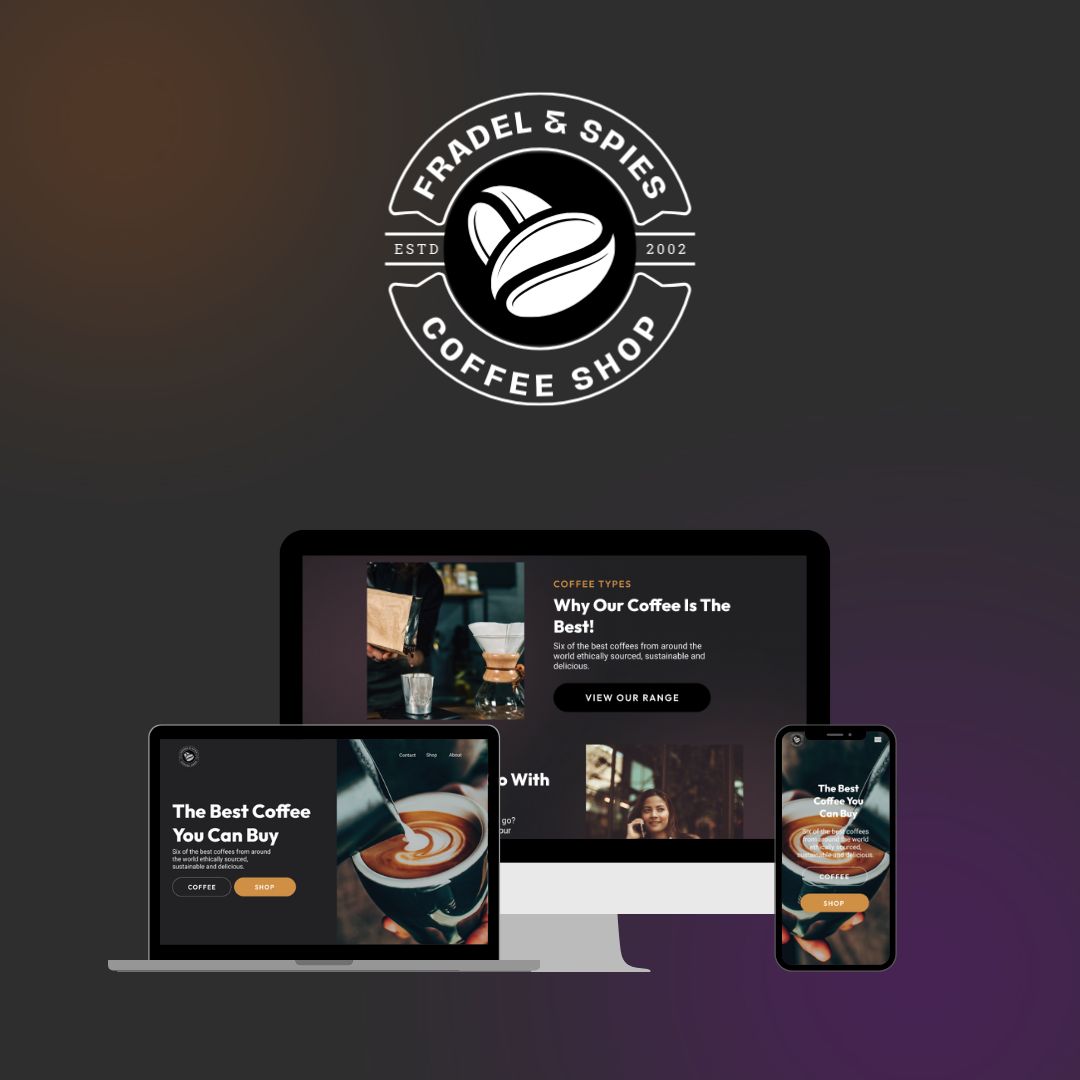 FRADEL & SPIES
ESTD
2002
COFFEE SHOP
COFFEE TYPES
Why Our Coffee Is The
Best!
Six of the best coffees from around the
world ethically sourced, sustainable and
delicious.
VIEW OUR RANGE
o With
go?
our
Contact
Shop
About
The Best Coffee
You Can Buy
Six of the best coffees from around
the world ethically sourced,
sustainable and delicious.
COFFEE
SHOP
The Best
Coffee You
Can Buy
Six of the best coffees
from around the world
ethically sourced,
sustainable and delicious.
COFFEE
SHOP